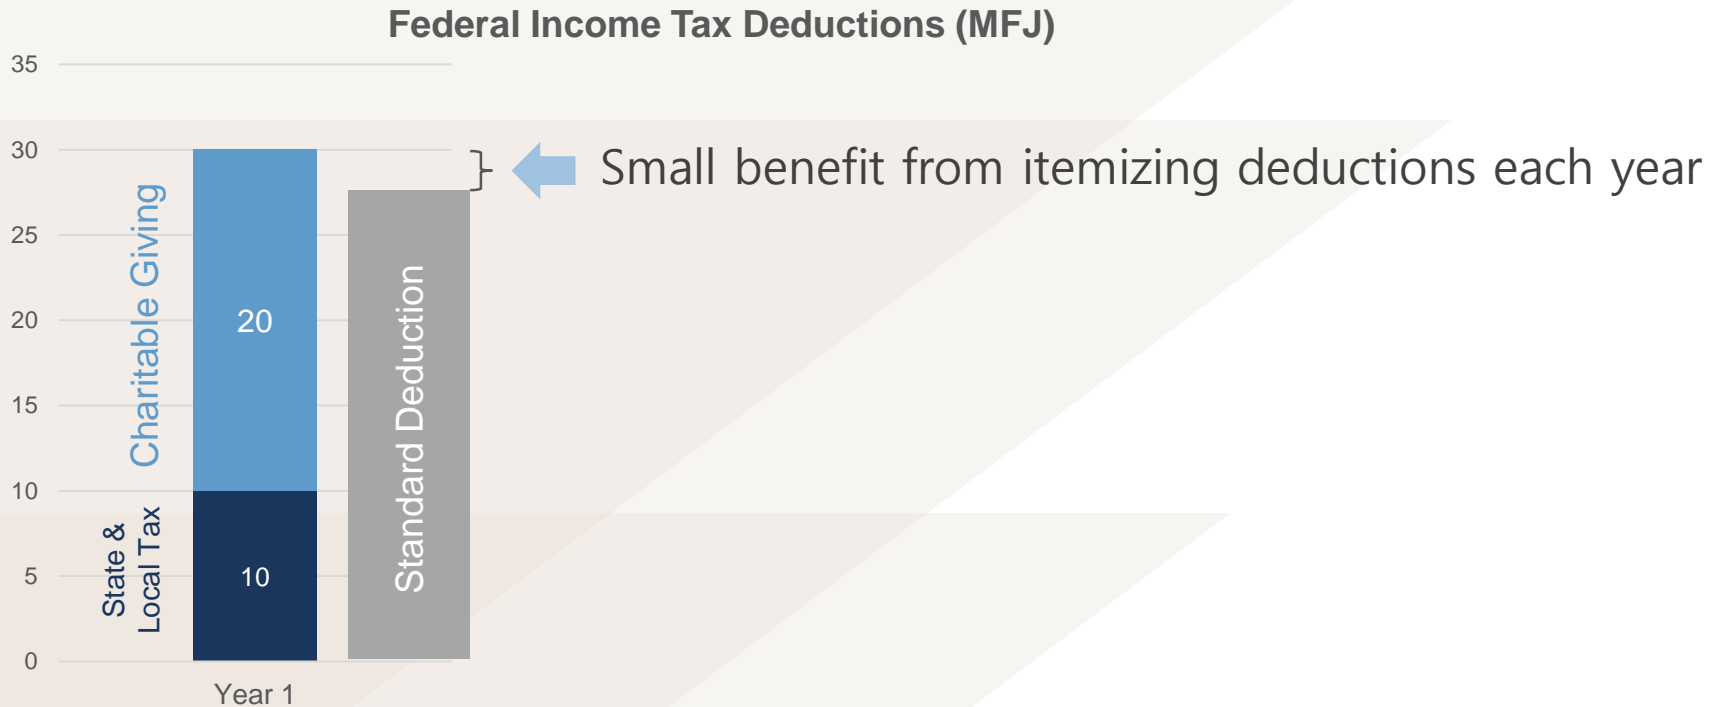 Federal Income Tax Deductions (MFJ)
35
30
25
20
15
10
5
0
Small benefit from itemizing deductions each year
Charitable Giving
20
State &
Local Tax
10
Standard Deduction
Year 1